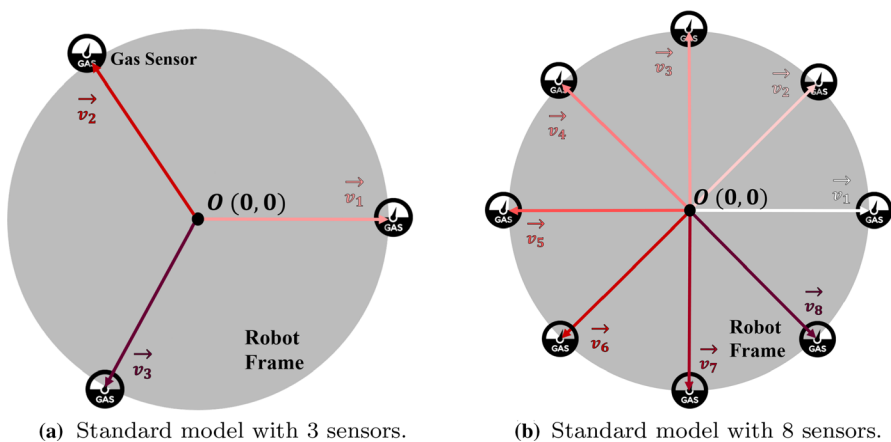 GAS
Gas Sensor
v₂
O (0, 0)
v₁
GAS
Robot
Frame
v₃
GAS
(a) Standard model with 3 sensors.
GAS
v₃
GAS
v₂
GAS
v₄
O (0, 0)
v₁
GAS
GAS
v₅
v₈
v₆
GAS
Robot
Frame
GAS
v₇
GAS
(b) Standard model with 8 sensors.